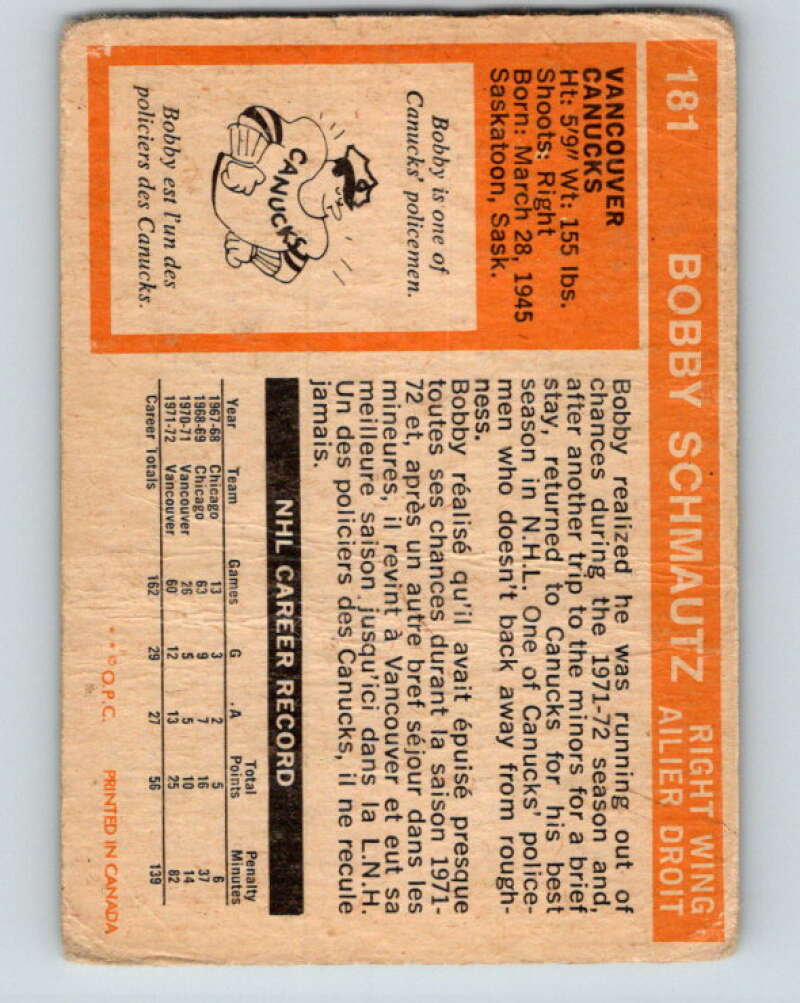 181 BOBBY SCHMAUTZ RIGHT WING
AILIER DROIT
VANCOUVER
CANUCKS
Ht: 5'9" Wt: 155 lbs.
Shoots: Right
Born: March 28, 1945
Saskatoon, Sask.
Bobby is one of
Canucks' policemen.
CANUCKS
Bobby est l'un des
policiers des Canucks.
Bobby realized he was running out of
chances during the 1971-72 season and,
after another trip to the minors for a brief
stay, returned to Canucks for his best
season in N.H.L. One of Canucks' police-
men who doesn't back away from rough-
ness.
Bobby réalisé qu'il avait épuisé presque
toutes ses chances durant la saison 1971-
72 et, après un autre bref séjour dans les
mineures, il revint à Vancouver et eut sa
meilleure saison jusqu'ici dans la L.N.H.
Un des policiers des Canucks, il ne recule
jamais.
NHL CAREER RECORD
Year Team Games G A Total Points Penalty Minutes
1967-68 Chicago 13 3 2 5 6
1968-69 Chicago 63 9 7 16 37
1970-71 Vancouver 26 5 5 10 14
1971-72 Vancouver 60 12 13 25 82
Career Totals 162 29 27 56 139
**©O.P.C. PRINTED IN CANADA